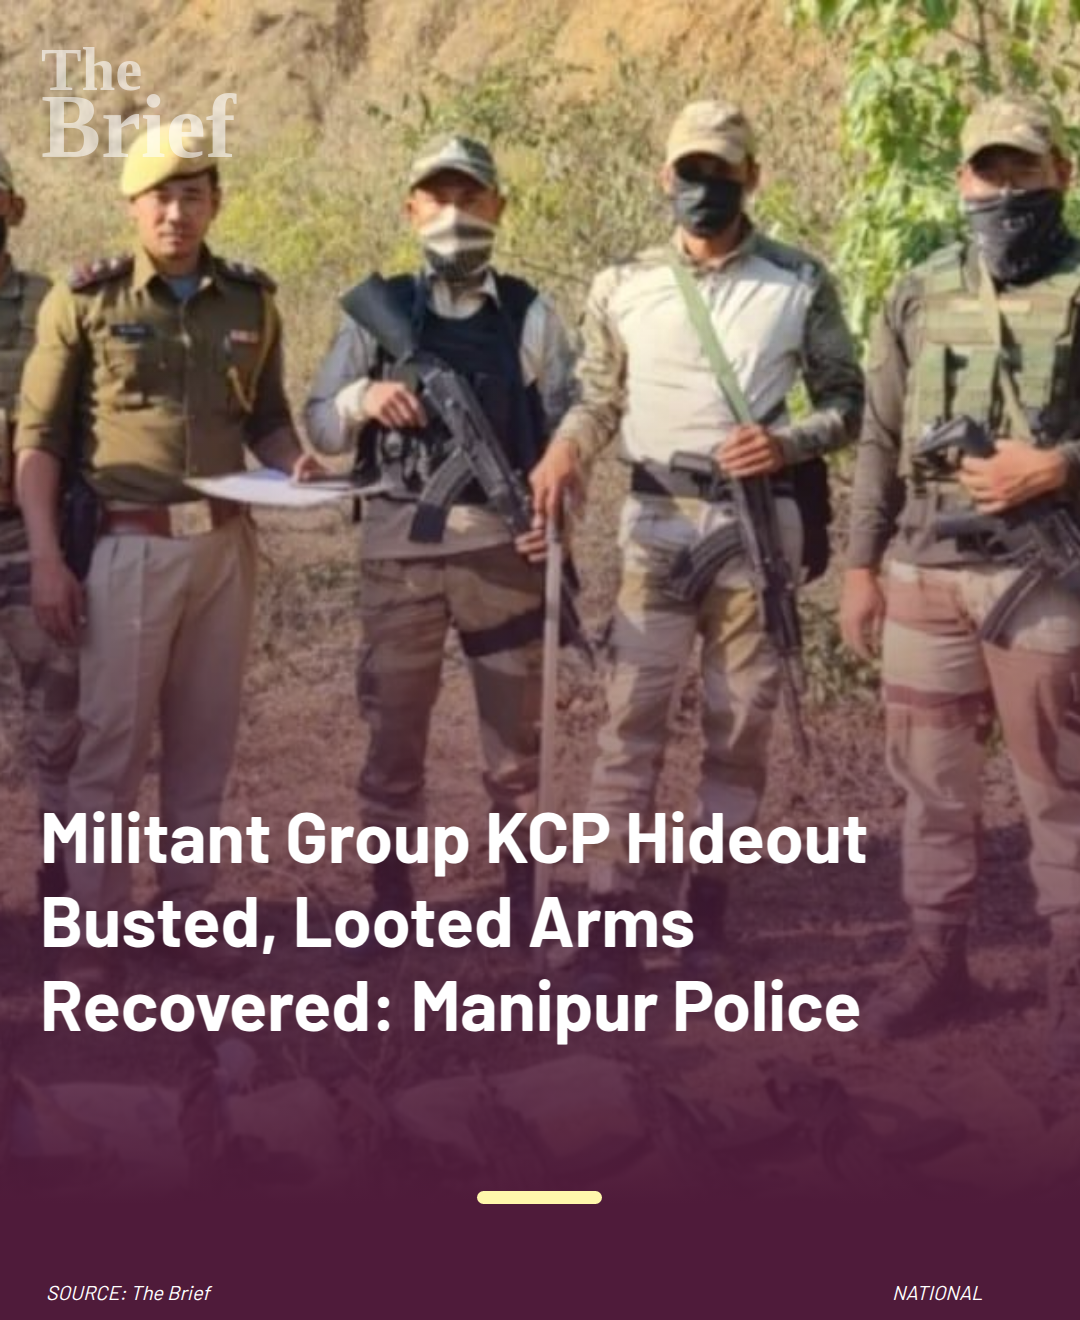 The
Brief
Militant Group KCP Hideout
Busted, Looted Arms
Recovered: Manipur Police
SOURCE: The Brief
NATIONAL